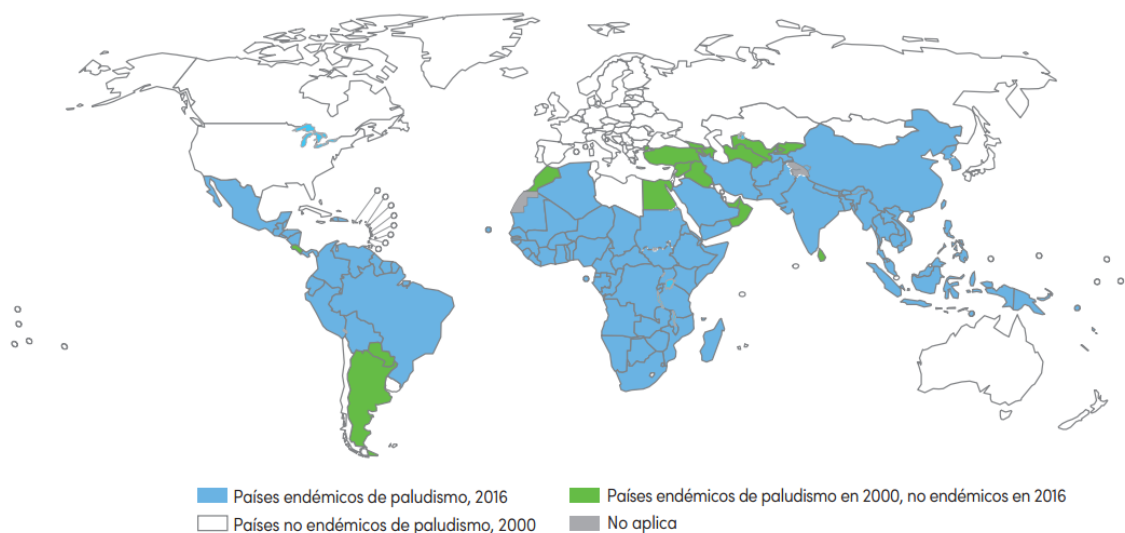 Países endémicos de paludismo, 2016
Países endémicos de paludismo en 2000, no endémicos en 2016
Países no endémicos de paludismo, 2000
No aplica